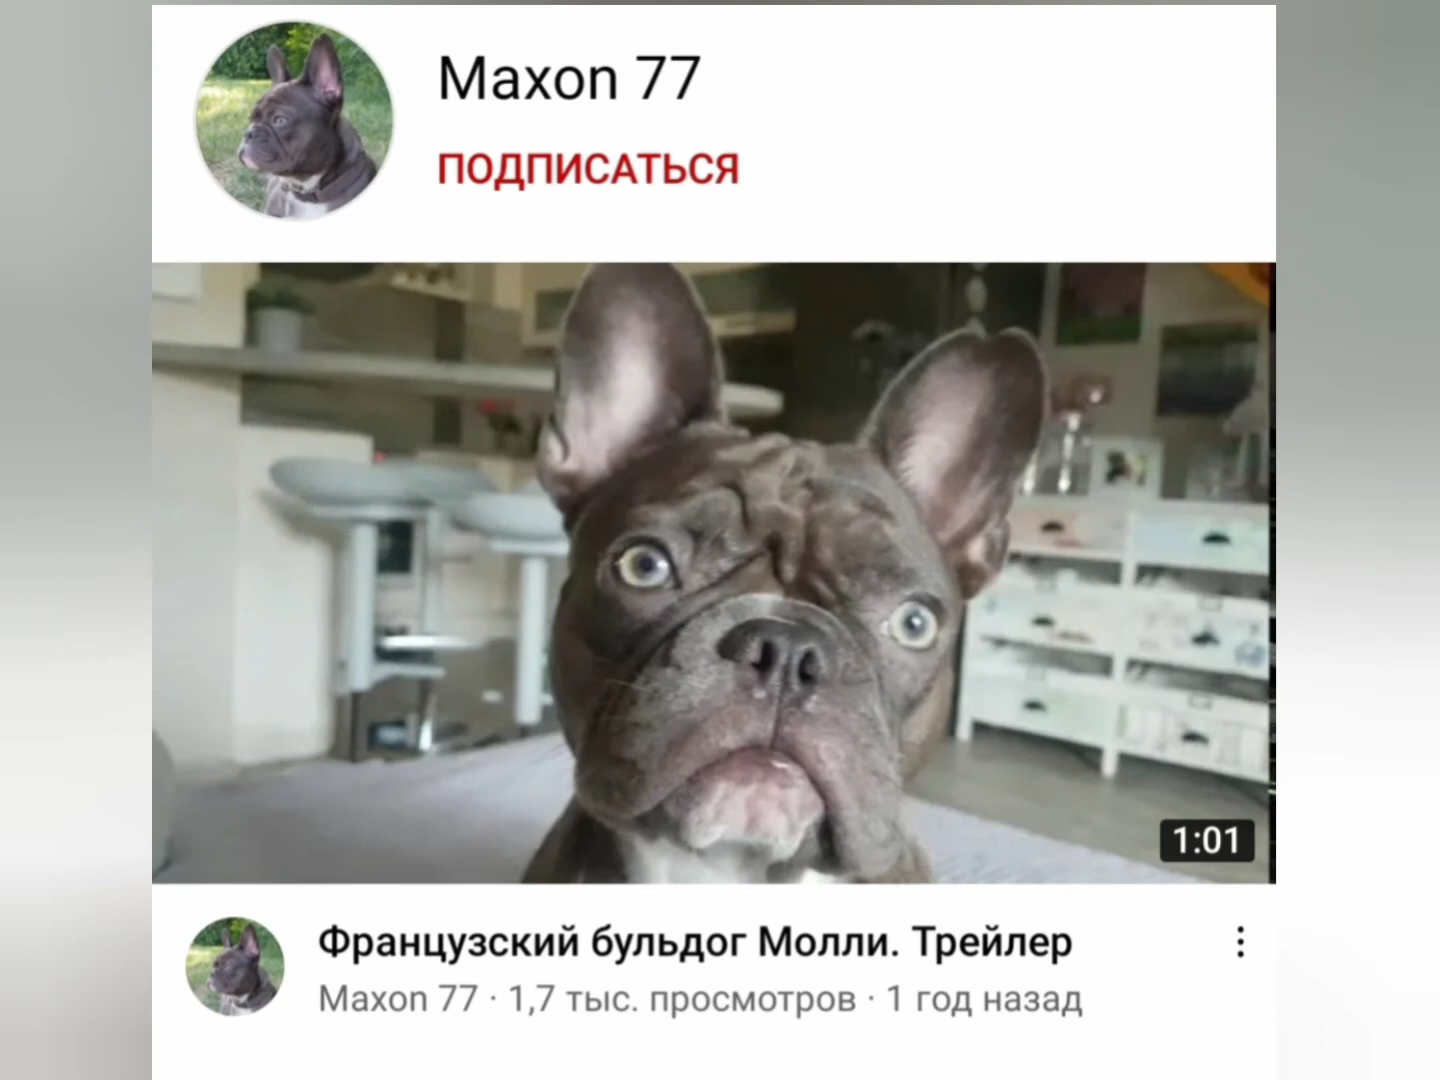 Maxon 77
ПОДПИСАТЬСЯ
1:01
Французский бульдог Молли. Трейлер
Maxon 77 · 1,7 тыс. просмотров · 1 год назад